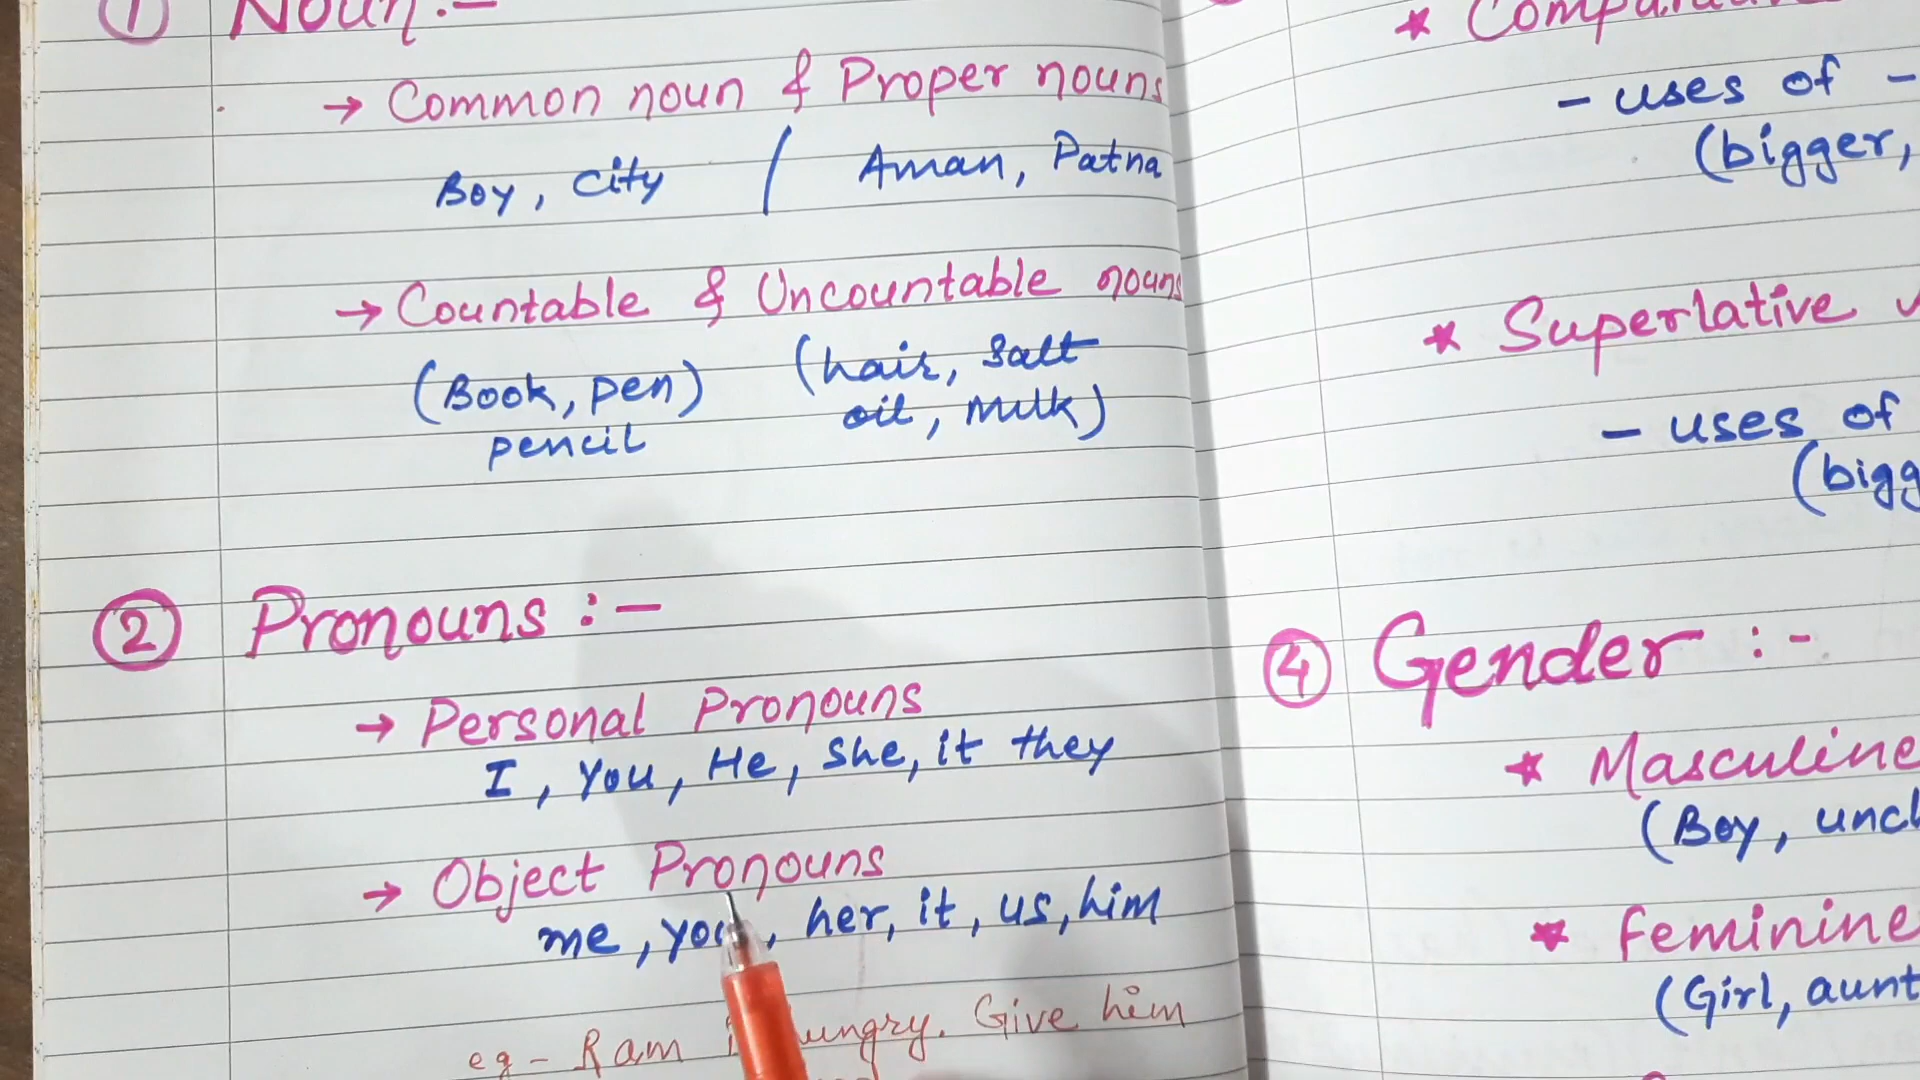 ① Noun :-
→ Common noun & Proper nouns
Boy, City / Aman, Patna
→ Countable & Uncountable nouns
(Book, pen) (hair, salt
pencil oil, Milk)
② Pronouns :-
→ Personal Pronouns
I, You, He, She, it they
→ Object Pronouns
me, you, her, it, us, him
eg - Ram hungry. Give him
* Comparative
- uses of -
(bigger,
* Superlative
- uses of
(bigg
④ Gender :-
* Masculine
(Boy, uncl
* Feminine
(Girl, aunt